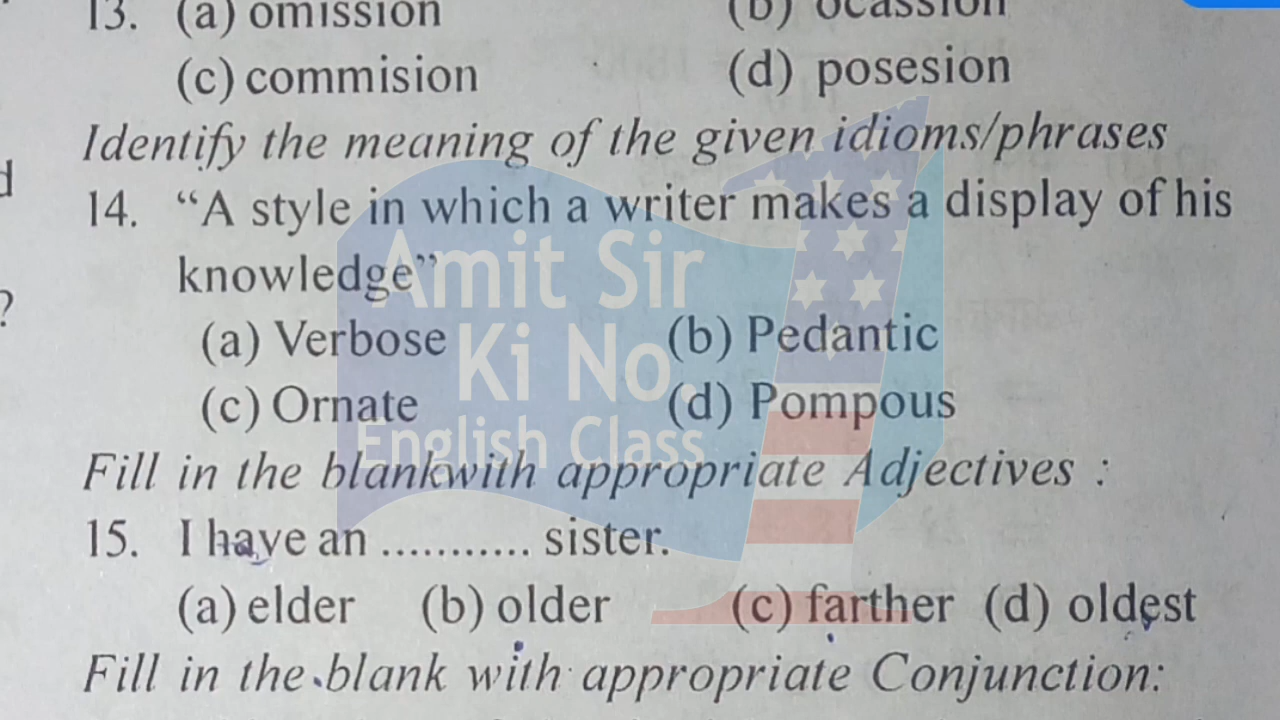 13. (a) omission (b) ocassion
(c) commision (d) posesion
Identify the meaning of the given idioms/phrases
14. “A style in which a writer makes a display of his
knowledge”
(a) Verbose (b) Pedantic
(c) Ornate (d) Pompous
Fill in the blankwith appropriate Adjectives :
15. I have an ........... sister.
(a) elder (b) older (c) farther (d) oldest
Fill in the blank with appropriate Conjunction:
Amit Sir
Ki No.
English Class
d
?